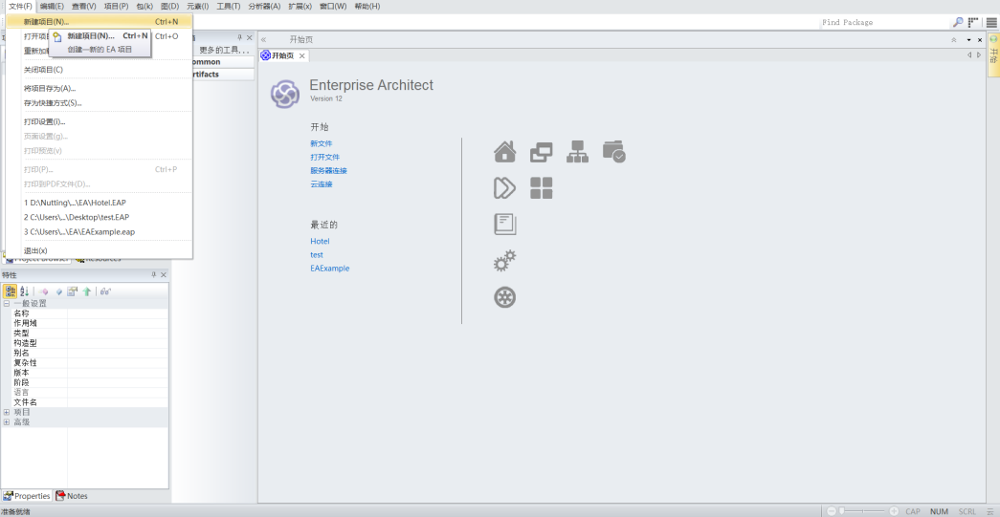 文件(F) 编辑(E) 查看(V) 项目(P) 包(k) 图(D) 元素(I) 工具(T) 分析器(A) 扩展(x) 窗口(W) 帮助(H)
新建项目(N)... Ctrl+N
Find Package
打开项 Ctrl+O
新建项目(N)... Ctrl+N
创建一新的 EA 项目
重新加
关闭项目(C)
将项目存为(A)...
存为快捷方式(S)...
打印设置(i)...
页面设置(g)...
打印预览(v)
打印(P)... Ctrl+P
打印到PDF文件(D)...
1 D:\Nutting\...\EA\Hotel.EAP
2 C:\Users\...\Desktop\test.EAP
3 C:\Users\...\EA\EAExample.eap
退出(x)
Project Browser Resources
更多的工具...
ommon
rtifacts
开始页
开始页
Enterprise Architect
Version 12
开始
新文件
打开文件
服务器连接
云连接
最近的
Hotel
test
EAExample
特性
一般设置
名称
作用域
类型
构造型
别名
复杂性
版本
阶段
语言
文件名
项目
高级
Properties Notes
准备就绪
CAP NUM SCRL 云